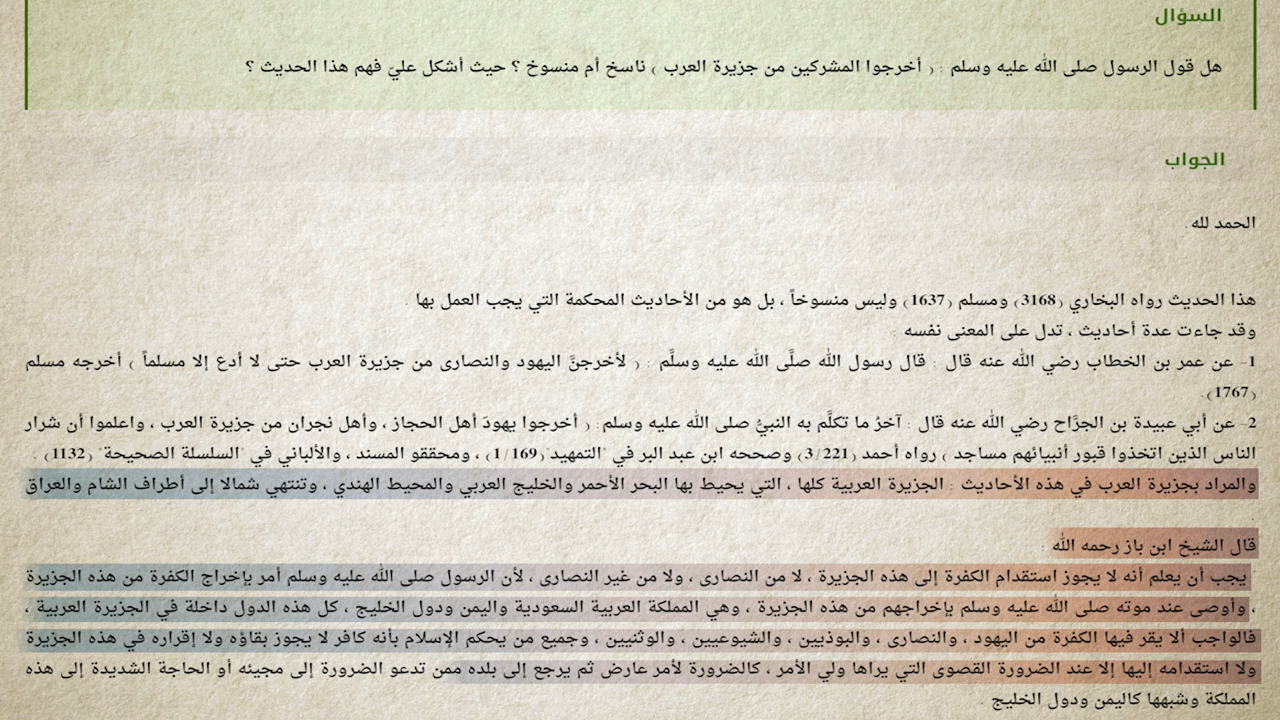 السؤال
هل قول الرسول صلى الله عليه وسلم : ( أخرجوا المشركين من جزيرة العرب ) ناسخ أم منسوخ ؟ حيث أشكل عليّ فهم هذا الحديث ؟
الجواب
الحمد لله .
هذا الحديث رواه البخاري (3168) ومسلم (1637) وليس منسوخاً ، بل هو من الأحاديث المحكمة التي يجب العمل بها .
وقد جاءت عدة أحاديث ، تدل على المعنى نفسه :
1- عن عمر بن الخطاب رضي الله عنه قال : قال رسول الله صلَّى الله عليه وسلَّم : ( لأخرجنَّ اليهود والنصارى من جزيرة العرب حتى لا أدع إلا مسلماً ) أخرجه مسلم
(1767).
2- عن أبي عبيدة بن الجرَّاح رضي الله عنه قال : آخرُ ما تكلَّم به النبيُّ صلى الله عليه وسلم: ( أخرجوا يهودَ أهل الحجاز ، وأهل نجران من جزيرة العرب ، واعلموا أن شرار
الناس الذين اتخذوا قبور أنبيائهم مساجد ) رواه أحمد (3/221) وصححه ابن عبد البر في "التمهيد" (1/169) ، ومحققو المسند ، والألباني في "السلسلة الصحيحة" (1132) .
والمراد بجزيرة العرب في هذه الأحاديث : الجزيرة العربية كلها ، التي يحيط بها البحر الأحمر والخليج العربي والمحيط الهندي ، وتنتهي شمالا إلى أطراف الشام والعراق
.
قال الشيخ ابن باز رحمه الله :
يجب أن يعلم أنه لا يجوز استقدام الكفرة إلى هذه الجزيرة ، لا من النصارى ، ولا من غير النصارى ، لأن الرسول صلى الله عليه وسلم أمر بإخراج الكفرة من هذه الجزيرة
، وأوصى عند موته صلى الله عليه وسلم بإخراجهم من هذه الجزيرة ، وهي المملكة العربية السعودية واليمن ودول الخليج ، كل هذه الدول داخلة في الجزيرة العربية ،
فالواجب ألا يقر فيها الكفرة من اليهود ، والنصارى ، والبوذيين ، والشيوعيين ، والوثنيين ، وجميع من يحكم الإسلام بأنه كافر لا يجوز بقاؤه ولا إقراره في هذه الجزيرة
ولا استقدامه إليها إلا عند الضرورة القصوى التي يراها ولي الأمر ، كالضرورة لأمر عارض ثم يرجع إلى بلده ممن تدعو الضرورة إلى مجيئه أو الحاجة الشديدة إلى هذه
المملكة وشبهها كاليمن ودول الخليج .